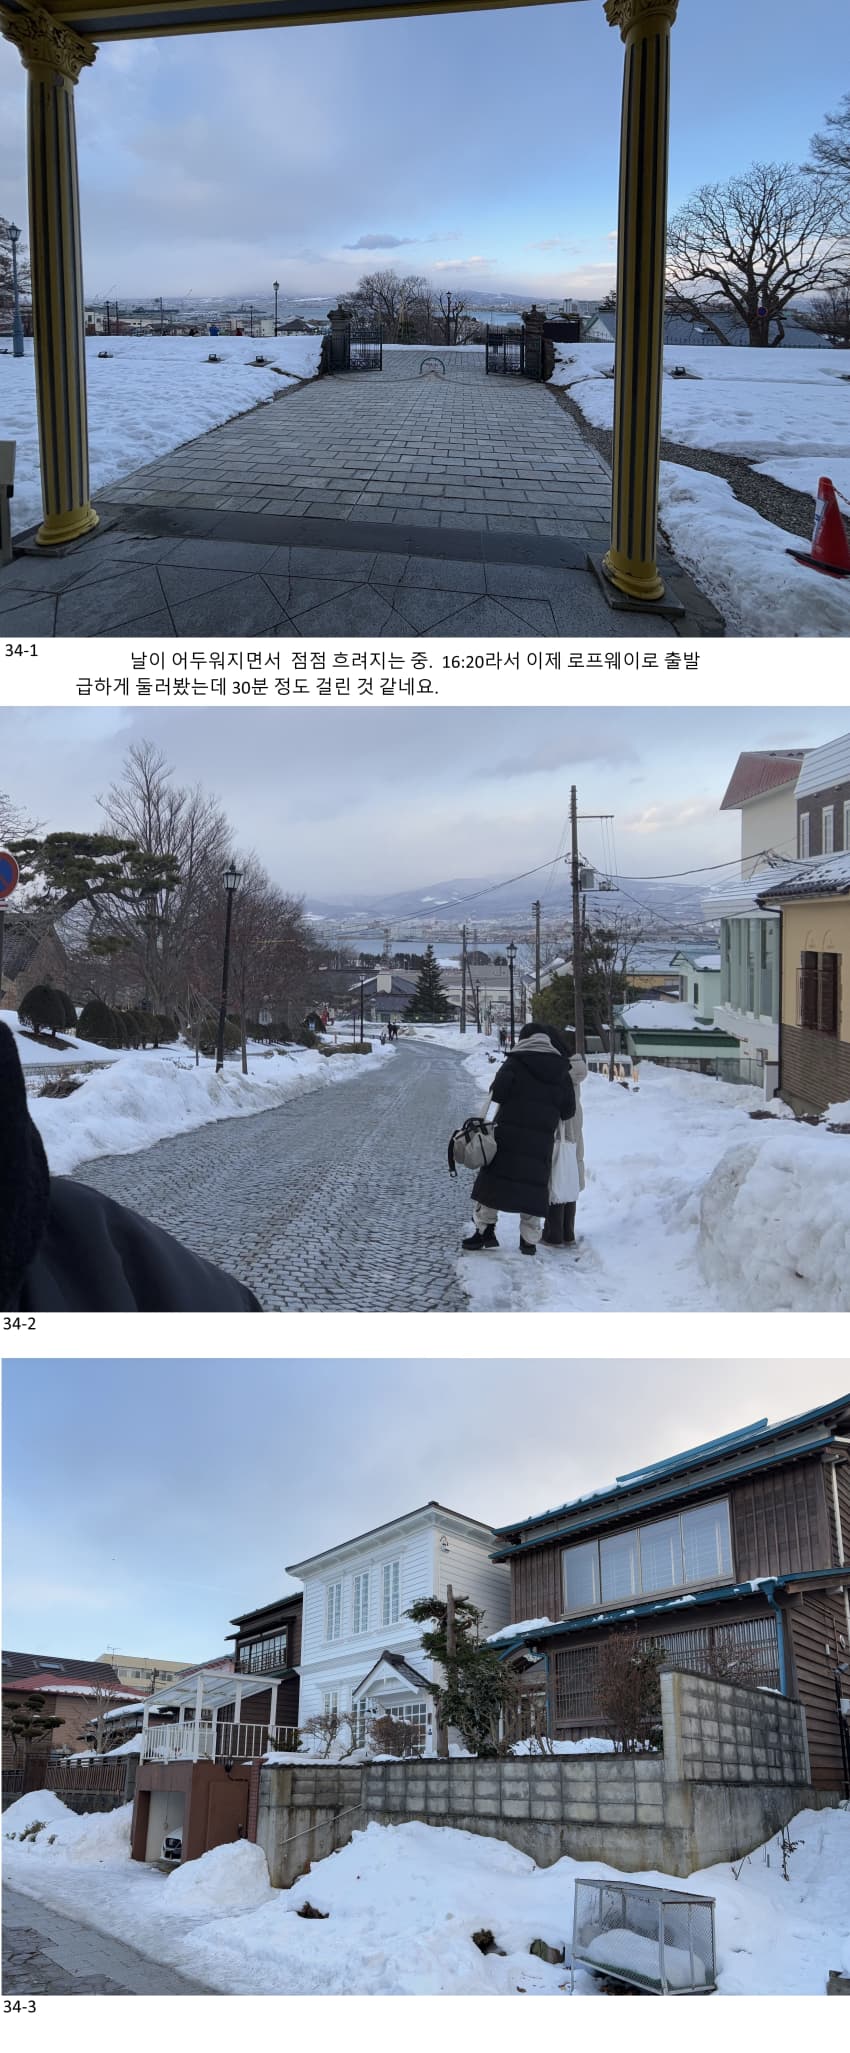 34-1
날이 어두워지면서 점점 흐려지는 중. 16:20라서 이제 로프웨이로 출발
급하게 둘러봤는데 30분 정도 걸린 것 같네요.
34-2
34-3